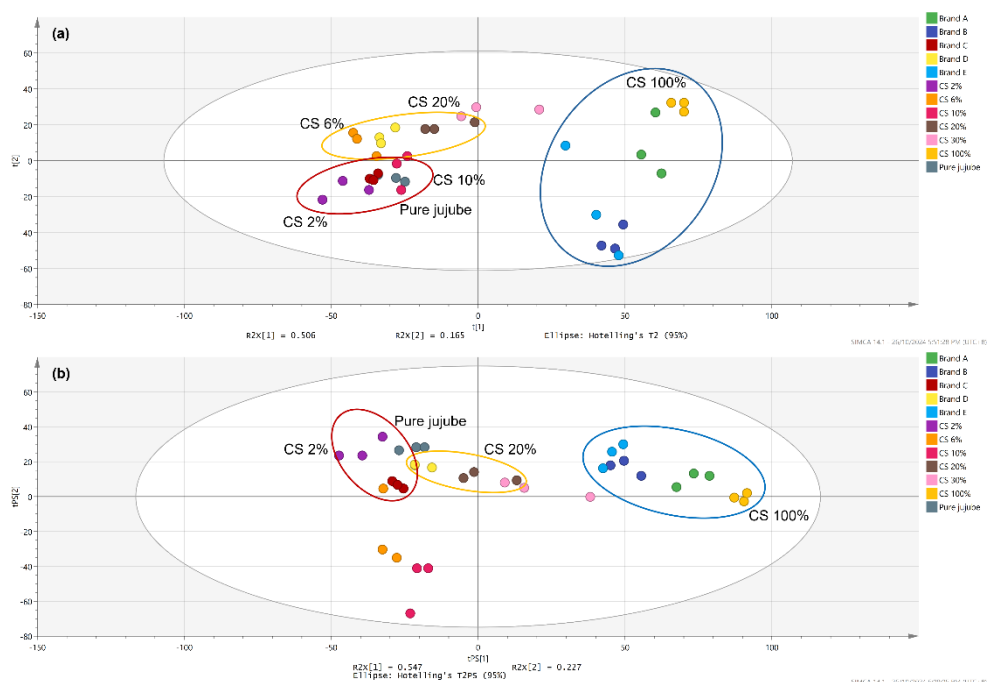 (a)
t[2]
60
40
20
0
-20
-40
-60
80
-150
-100
-50
0
50
100
t[1]
CS 6%
CS 20%
CS 100%
CS 10%
Pure jujube
CS 2%
R2X[1] = 0.506
R2X[2] = 0.165
Ellipse: Hotelling's T2 (95%)
Brand A
Brand B
Brand C
Brand D
Brand E
CS 2%
CS 6%
CS 10%
CS 20%
CS 30%
CS 100%
Pure jujube
(b)
tPS[2]
60
40
20
0
-20
-40
-60
80
-150
-100
-50
0
50
100
tPS[1]
Pure jujube
CS 2%
CS 20%
CS 100%
R2X[1] = 0.547
R2X[2] = 0.227
Ellipse: Hotelling's T2PS (95%)
Brand A
Brand B
Brand C
Brand D
Brand E
CS 2%
CS 6%
CS 10%
CS 20%
CS 30%
CS 100%
Pure jujube